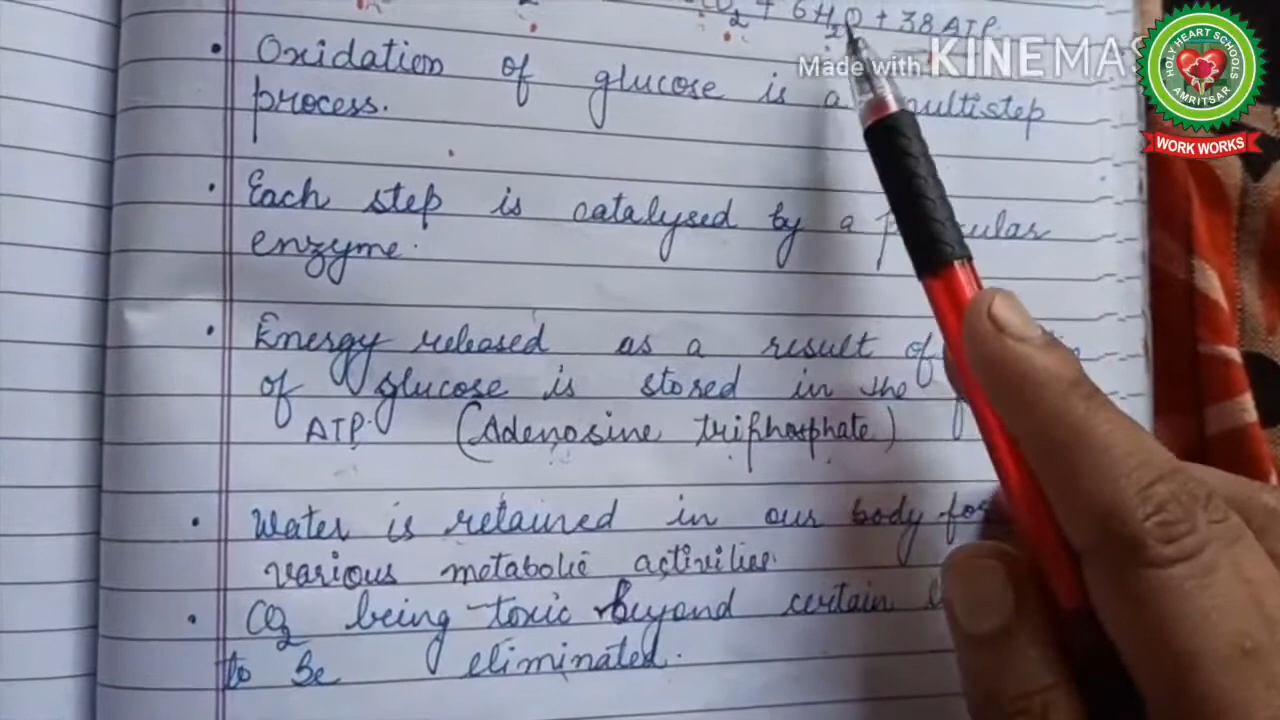 CO2 + 6H2O + 38 ATP.
Made with KINEMAS
HOLY HEART SCHOOLS
AMRITSAR
WORK WORKS
• Oxidation of glucose is a multistep
process.
• Each step is catalysed by a
enzyme.
• Energy released as a result of
of glucose is stored in the
ATP. (Adenosine triphosphate)
• Water is retained in our body for
various metabolic activities.
• CO2 being toxic beyond certain
to be eliminated.